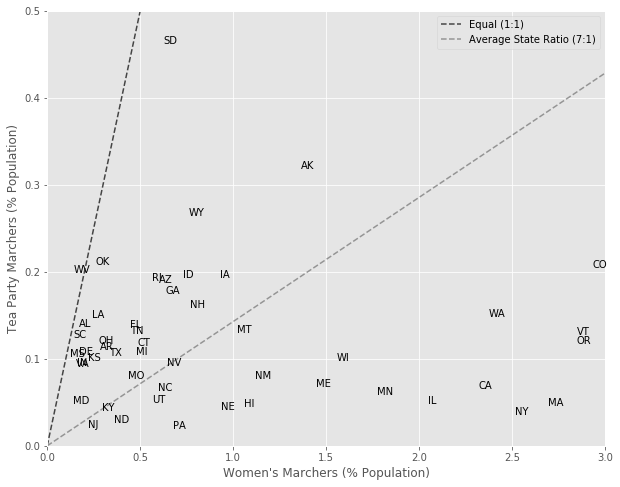 0.5
SD
Equal (1:1)
Average State Ratio (7:1)
0.4
AK
0.3
WY
Tea Party Marchers (% Population)
OK
WV
0.2
RI
AZ
ID
IA
GA
CO
NH
LA
WA
AL
FL
SC
TN
MT
VT
OR
OH
CT
AR
DE
MS
TX
MI
0.1
KS
VA
NV
WI
MO
NM
NC
ME
CA
MN
MD
UT
IL
MA
KY
NE
HI
NY
ND
NJ
PA
0.0
0.0 0.5 1.0 1.5 2.0 2.5 3.0
Women's Marchers (% Population)